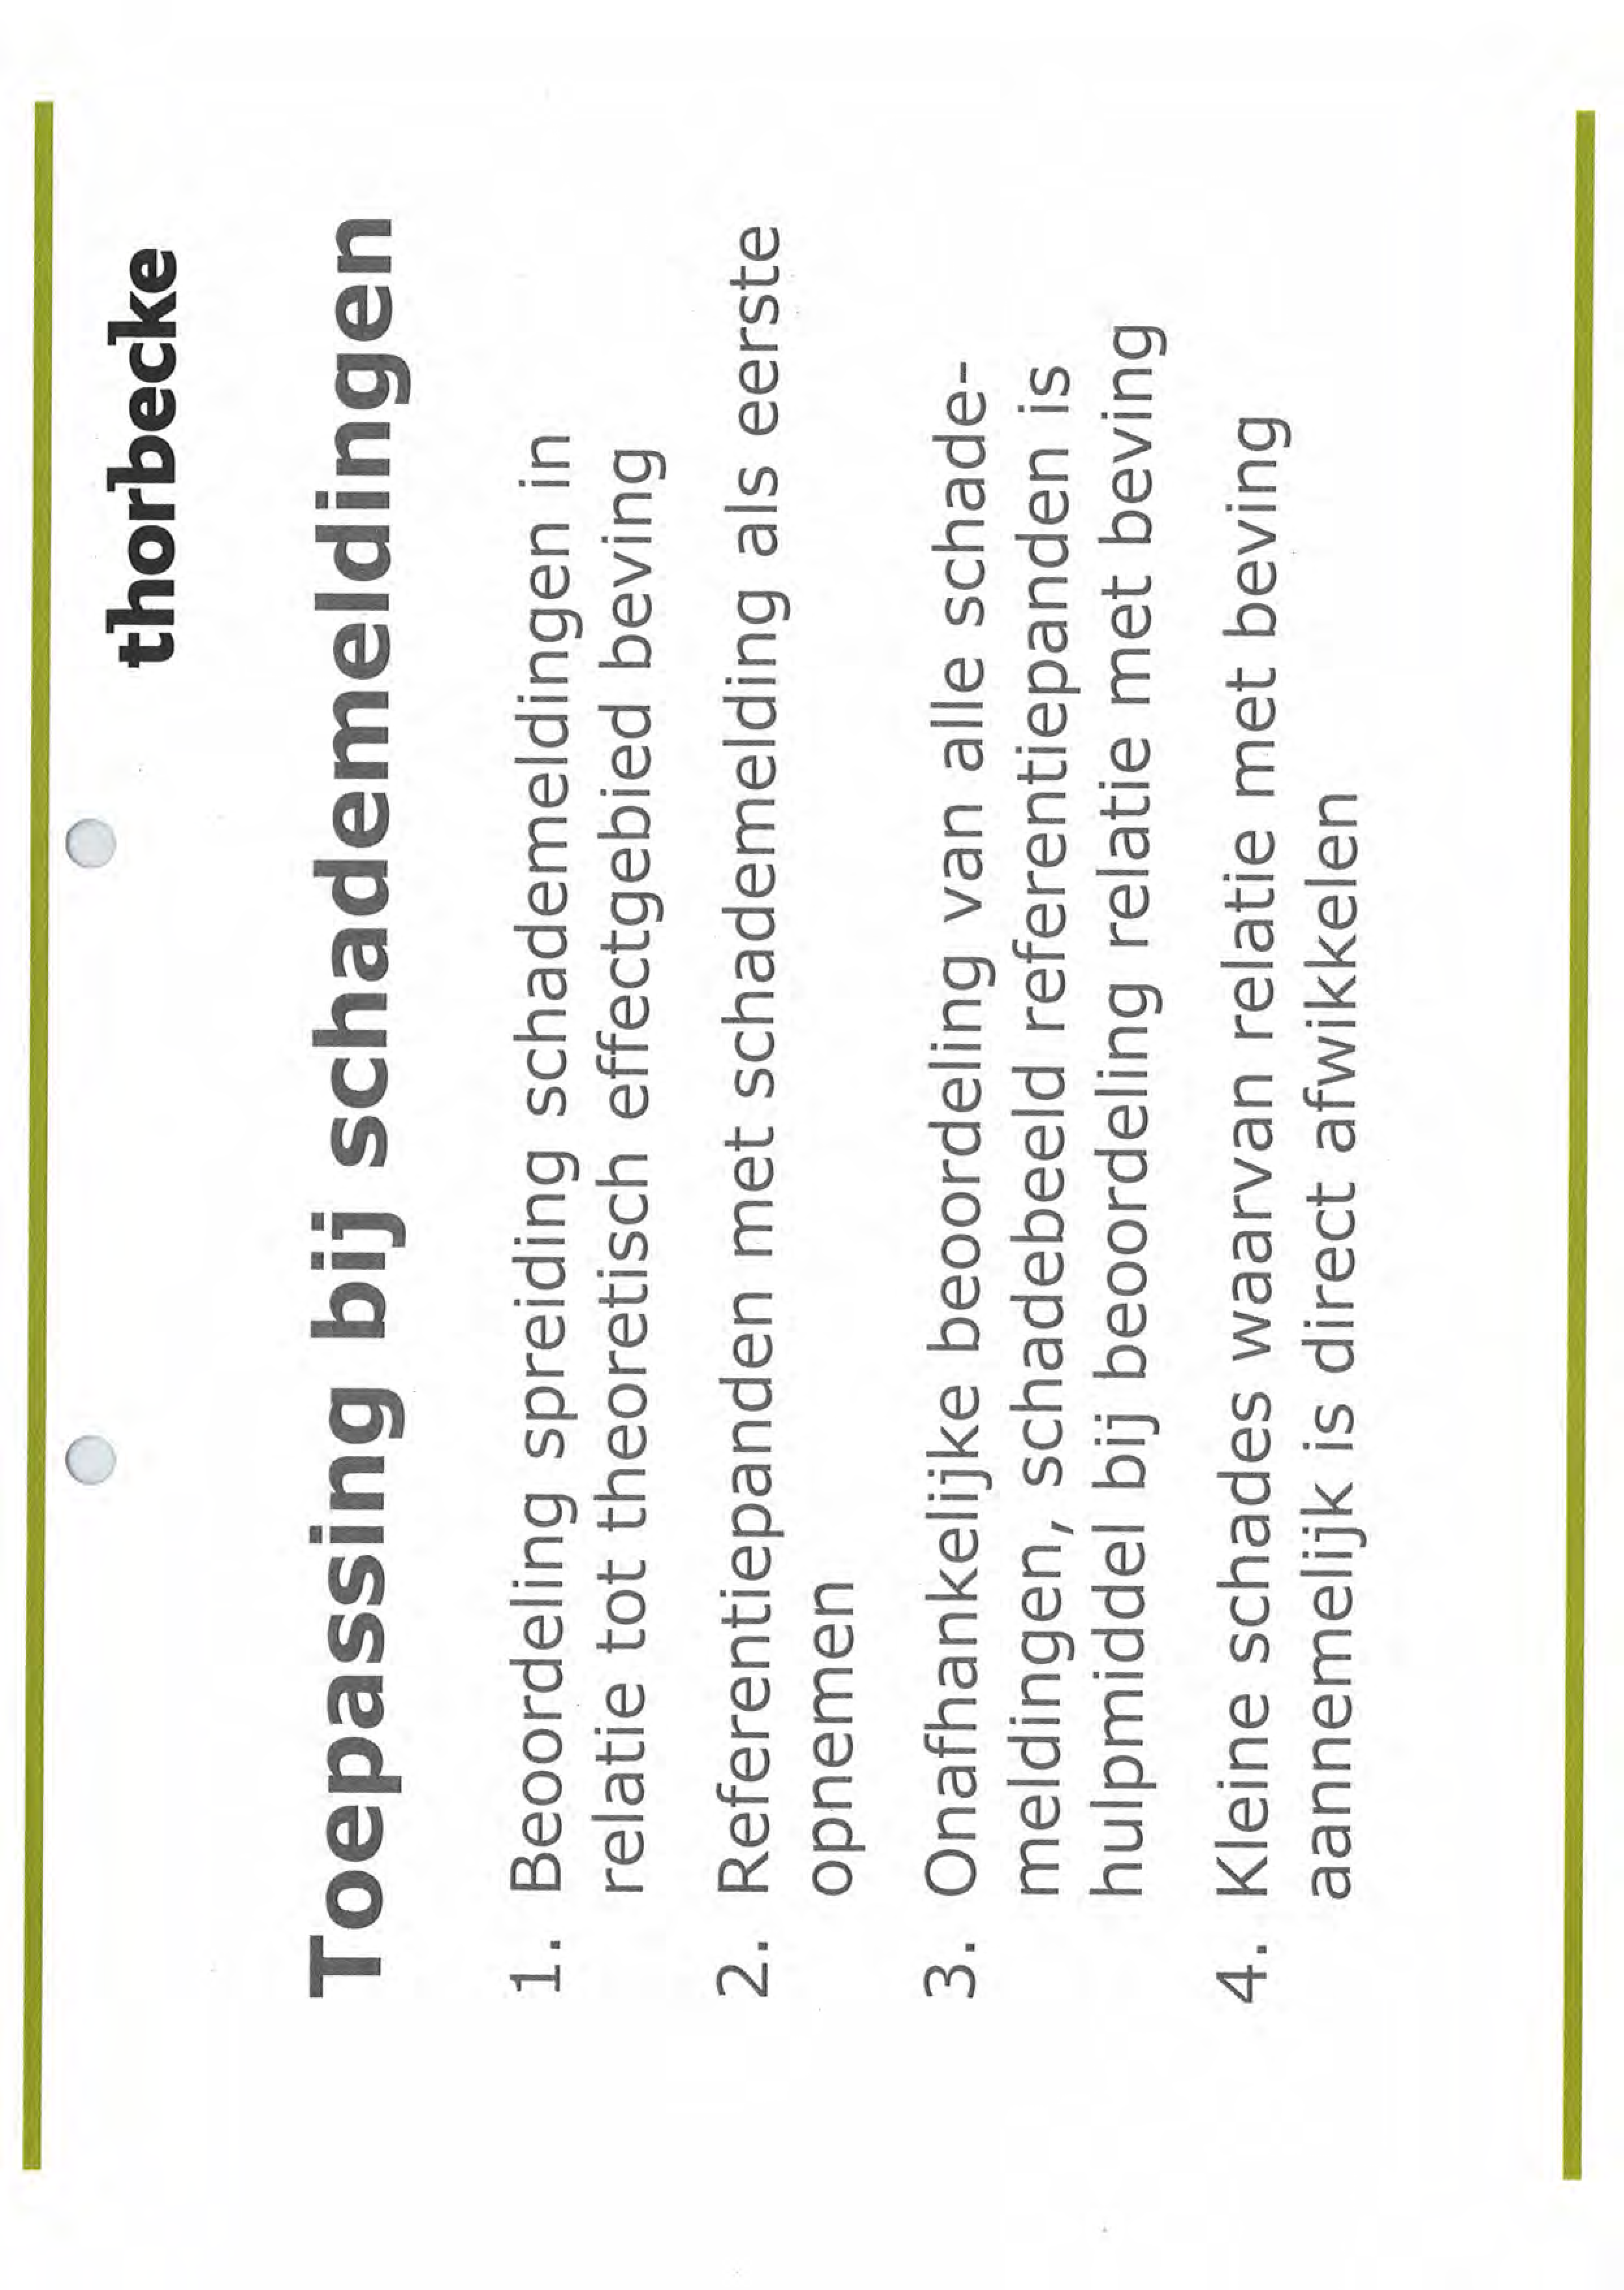 thorbecke
Toepassing bij schademeldingen
1. Beoordeling spreiding schademeldingen in
relatie tot theoretisch effectgebied beving
2. Referentiepanden met schademelding als eerste
opnemen
3. Onafhankelijke beoordeling van alle schade-
meldingen, schadebeeld referentiepanden is
hulpmiddel bij beoordeling relatie met beving
4. Kleine schades waarvan relatie met beving
aannemelijk is direct afwikkelen